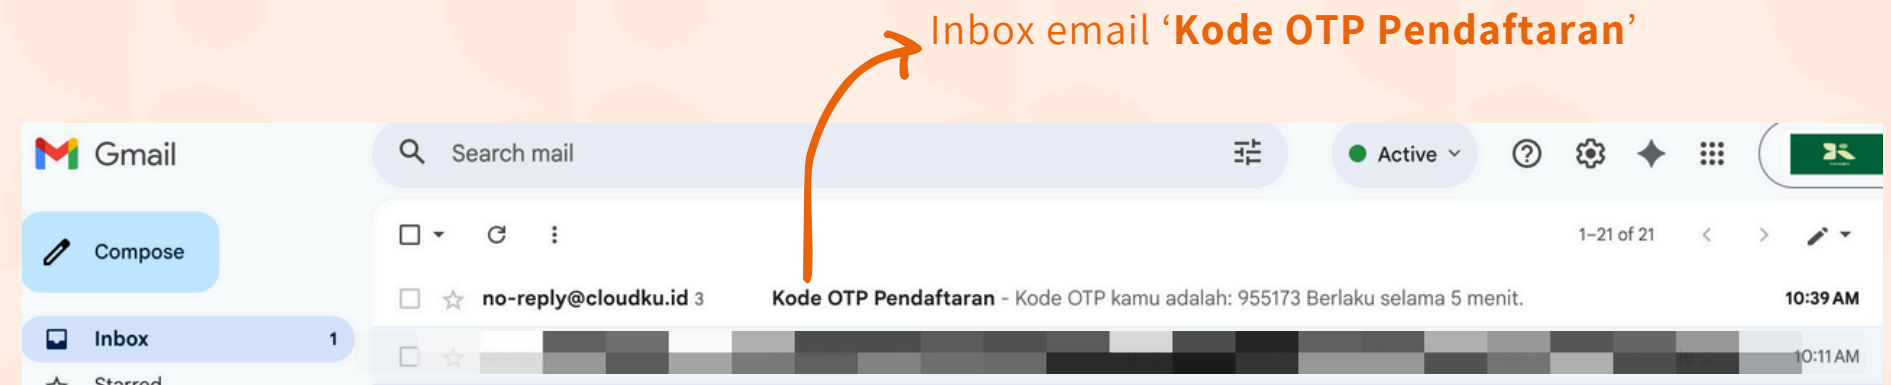 Inbox email ‘Kode OTP Pendaftaran’
Gmail
Search mail
Active
Compose
1–21 of 21
no-reply@cloudku.id 3 Kode OTP Pendaftaran - Kode OTP kamu adalah: 955173 Berlaku selama 5 menit. 10:39 AM
Inbox 1
10:11 AM
Starred